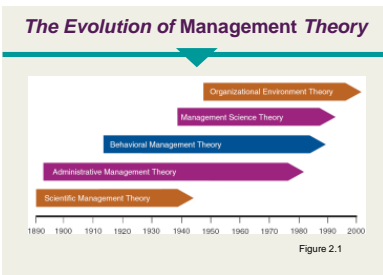 The Evolution of Management Theory
Organizational Environment Theory
Management Science Theory
Behavioral Management Theory
Administrative Management Theory
Scientific Management Theory
1890 1900 1910 1920 1930 1940 1950 1960 1970 1980 1990 2000
Figure 2.1